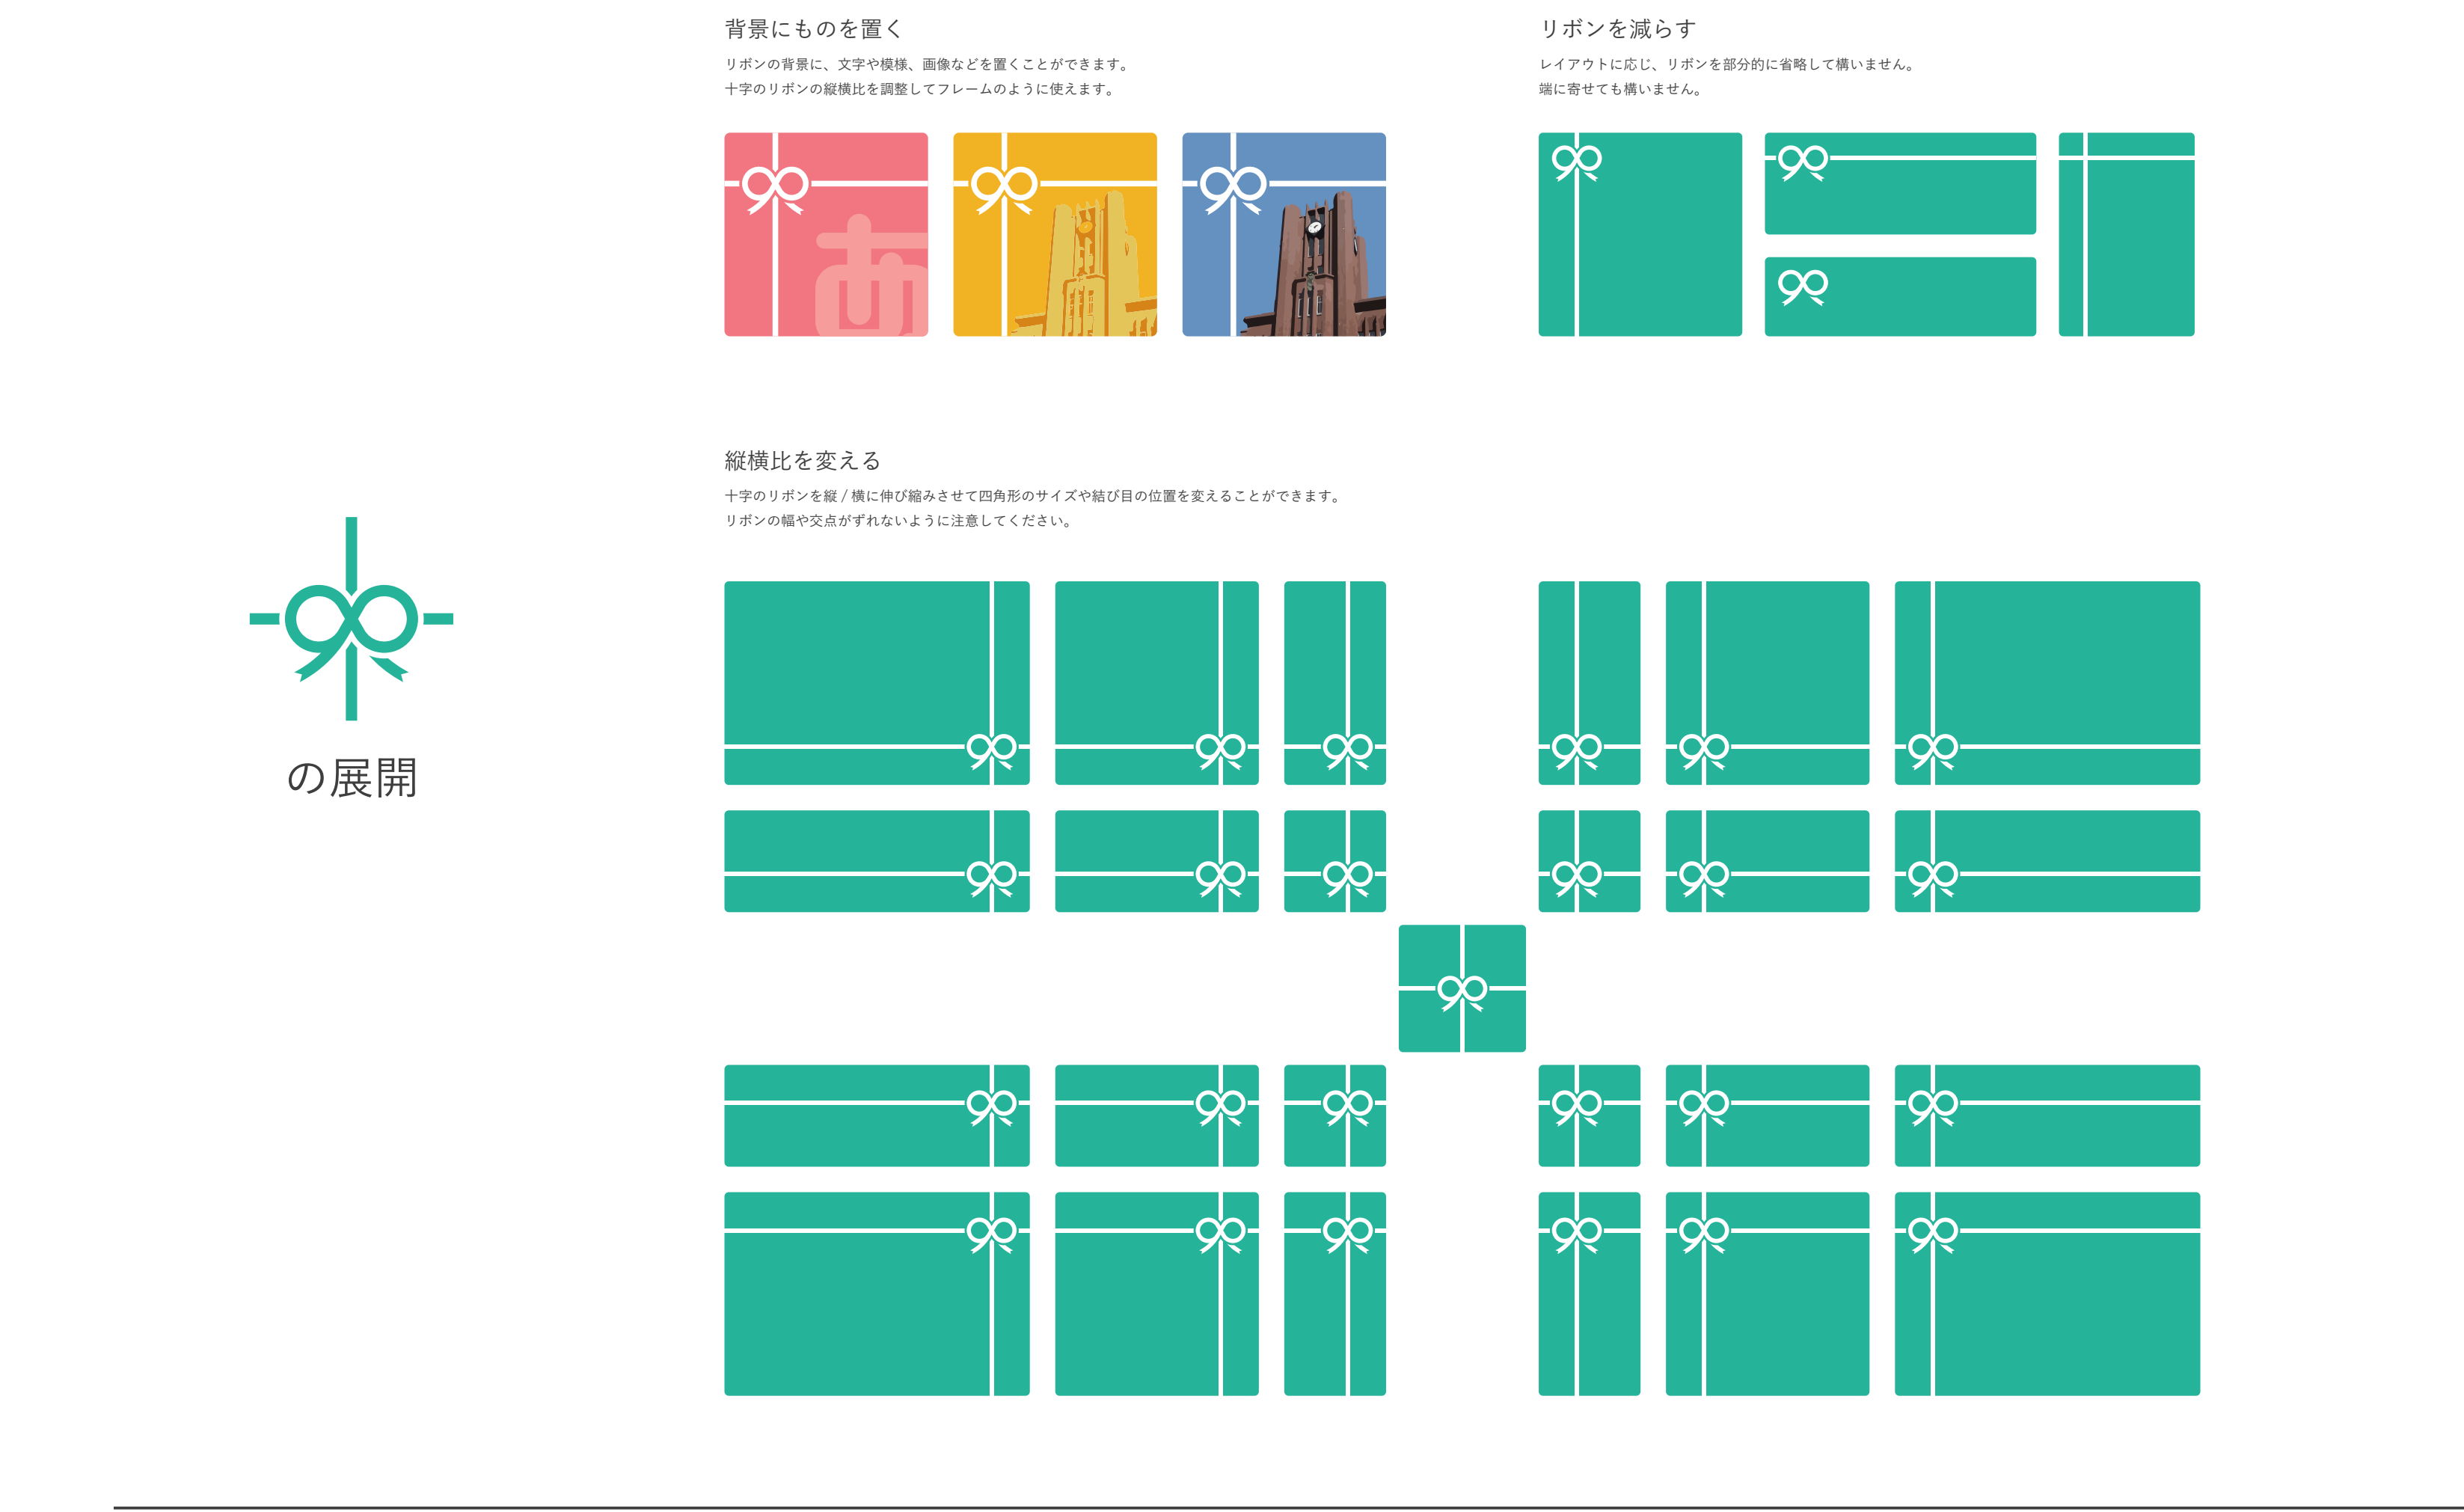 背景にものを置く
リボンの背景に、文字や模様、画像などを置くことができます。
十字のリボンの縦横比を調整してフレームのように使えます。
あ
リボンを減らす
レイアウトに応じ、リボンを部分的に省略して構いません。
端に寄せても構いません。
縦横比を変える
十字のリボンを縦 / 横に伸び縮みさせて四角形のサイズや結び目の位置を変えることができます。
リボンの幅や交点がずれないように注意してください。
の展開